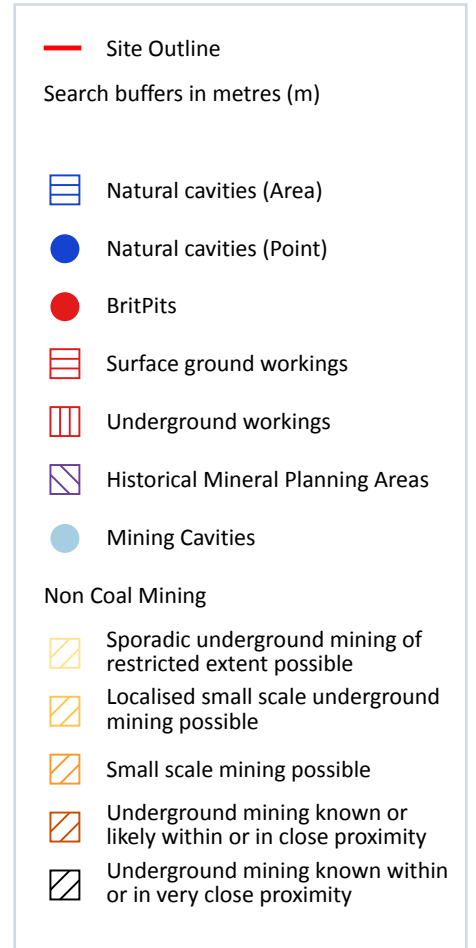 Site Outline
Search buffers in metres (m)
Natural cavities (Area)
Natural cavities (Point)
BritPits
Surface ground workings
Underground workings
Historical Mineral Planning Areas
Mining Cavities
Non Coal Mining
Sporadic underground mining of
restricted extent possible
Localised small scale underground
mining possible
Small scale mining possible
Underground mining known or
likely within or in close proximity
Underground mining known within
or in very close proximity